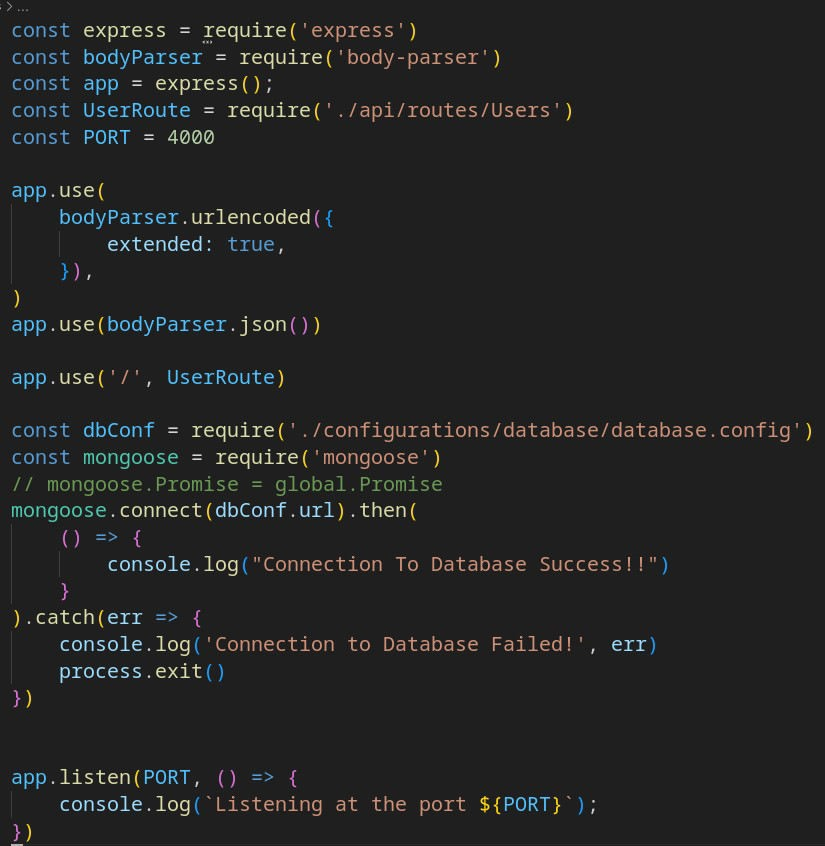 s > ...
const express = require('express')
const bodyParser = require('body-parser')
const app = express();
const UserRoute = require('./api/routes/Users')
const PORT = 4000

app.use(
    bodyParser.urlencoded({
        extended: true,
    }),
)
app.use(bodyParser.json())

app.use('/', UserRoute)

const dbConf = require('./configurations/database/database.config')
const mongoose = require('mongoose')
// mongoose.Promise = global.Promise
mongoose.connect(dbConf.url).then(
    () => {
        console.log("Connection To Database Success!!")
    }
).catch(err => {
    console.log('Connection to Database Failed!', err)
    process.exit()
})


app.listen(PORT, () => {
    console.log(`Listening at the port ${PORT}`);
})